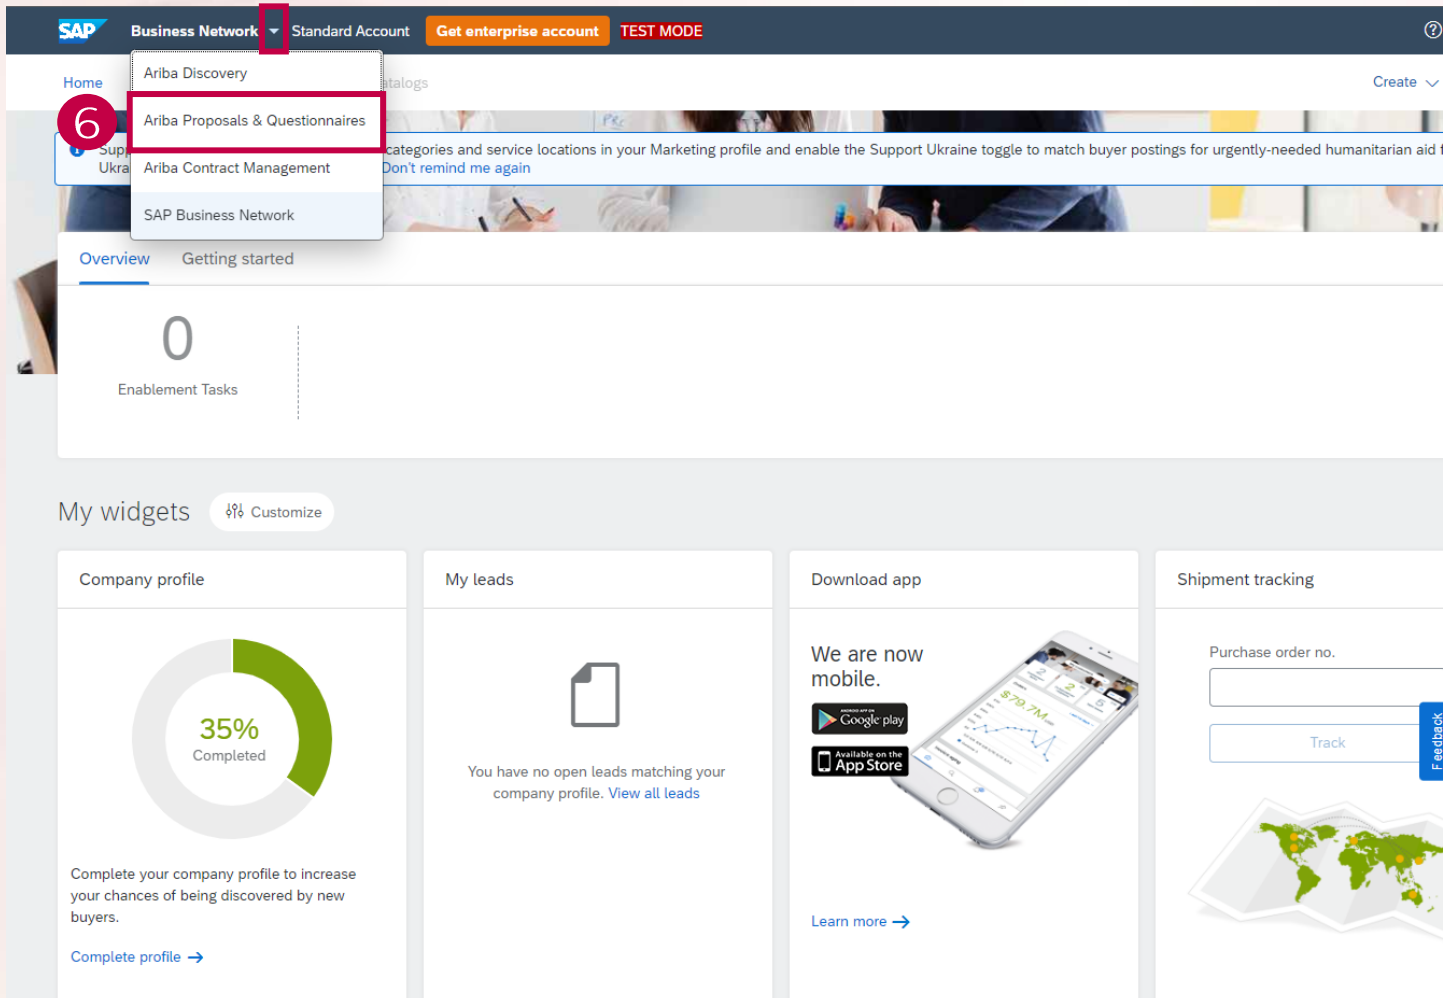 SAP Business Network Standard Account Get enterprise account TEST MODE
Home
Create
Ariba Discovery
Ariba Proposals & Questionnaires
Ariba Contract Management
SAP Business Network
6
categories and service locations in your Marketing profile and enable the Support Ukraine toggle to match buyer postings for urgently-needed humanitarian aid
Don't remind me again
Overview Getting started
0
Enablement Tasks
My widgets Customize
Company profile
35%
Completed
Complete your company profile to increase
your chances of being discovered by new
buyers.
Complete profile
My leads
You have no open leads matching your
company profile. View all leads
Download app
We are now
mobile.
ANDROID APP ON
Google play
Available on the
App Store
$79.7M
Learn more
Shipment tracking
Purchase order no.
Track
Feedback